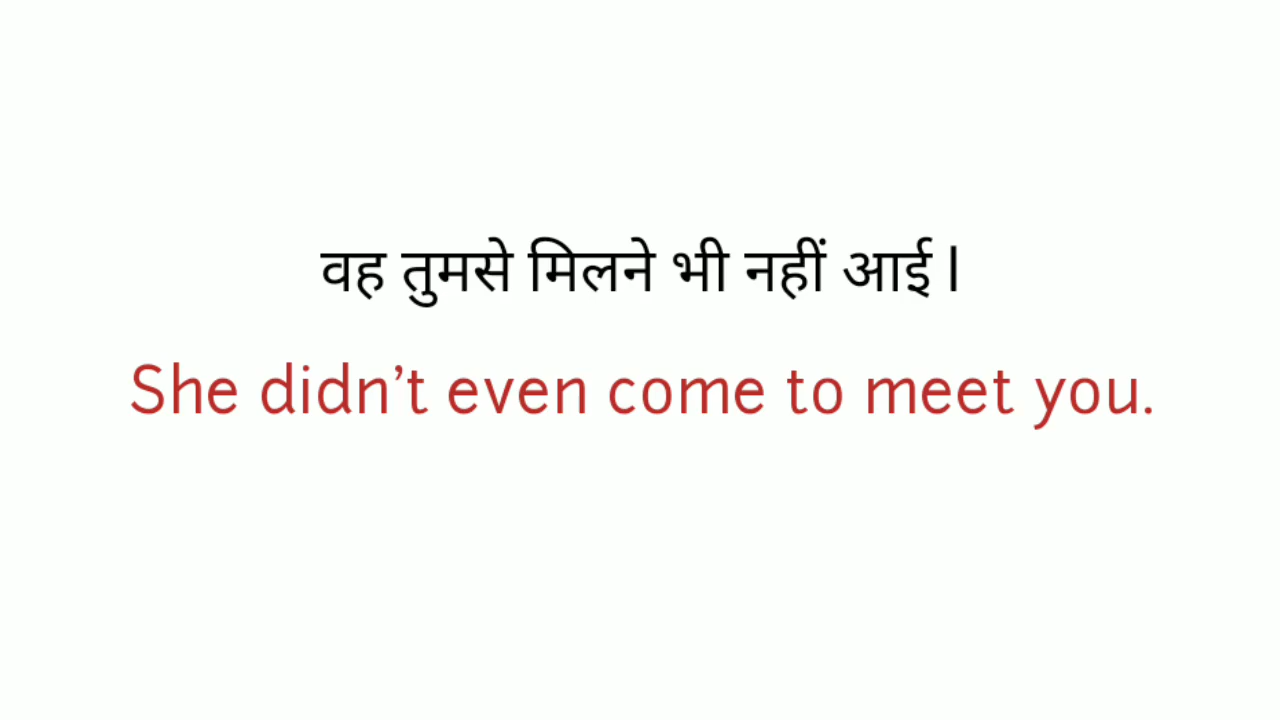 वह तुमसे मिलने भी नहीं आई।
She didn’t even come to meet you.